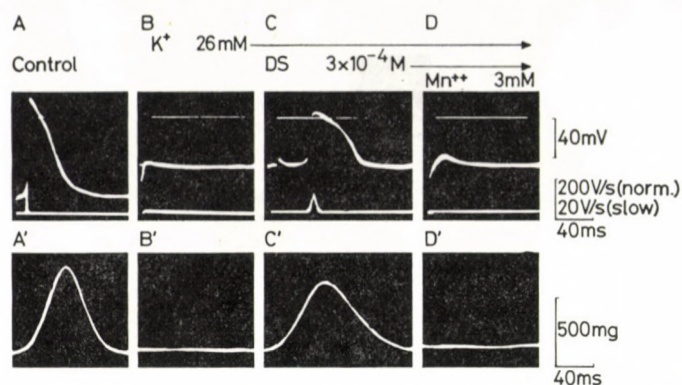 A B C D
K⁺ 26mM
Control DS 3×10⁻⁴M
Mn⁺⁺ 3mM
40mV
200V/s(norm.)
20V/s(slow)
40ms
A' B' C' D'
500mg
40ms